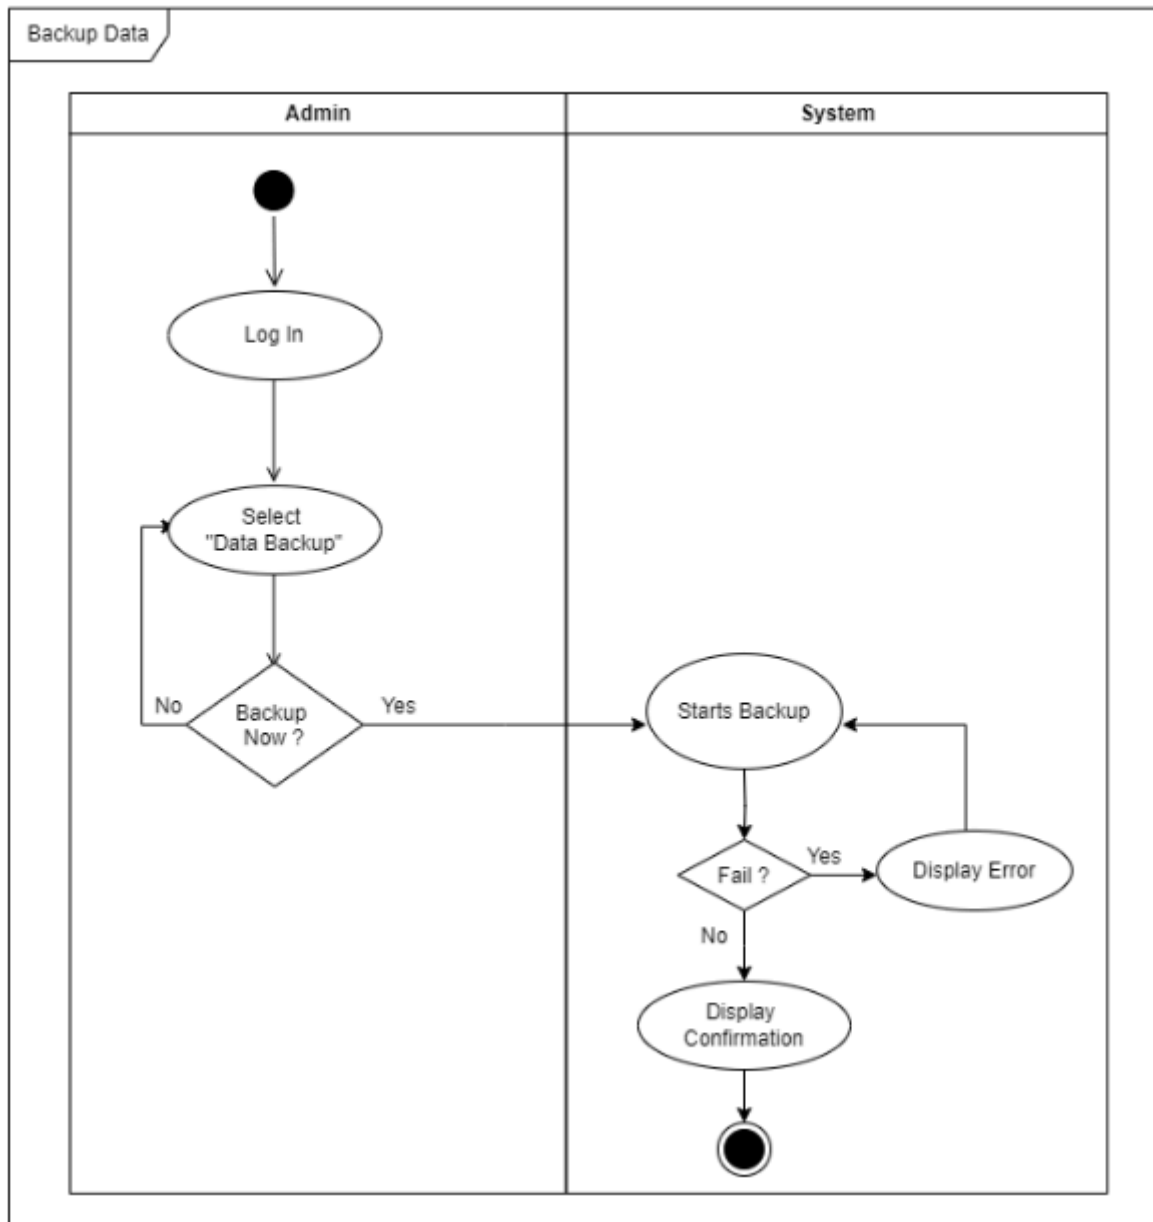 Backup Data
Admin
System
Log In
Select
"Data Backup"
No
Backup
Now ?
Yes
Starts Backup
Fail ?
Yes
Display Error
No
Display
Confirmation